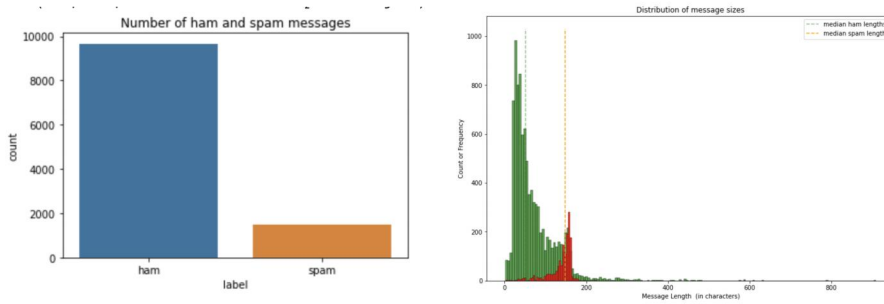 Number of ham and spam messages
10000
8000
6000
4000
2000
0
count
ham
spam
label
Distribution of message sizes
median ham lengths
median spam length
1000
800
600
400
200
0
Count or Frequency
0
200
400
600
800
Message Length (in characters)